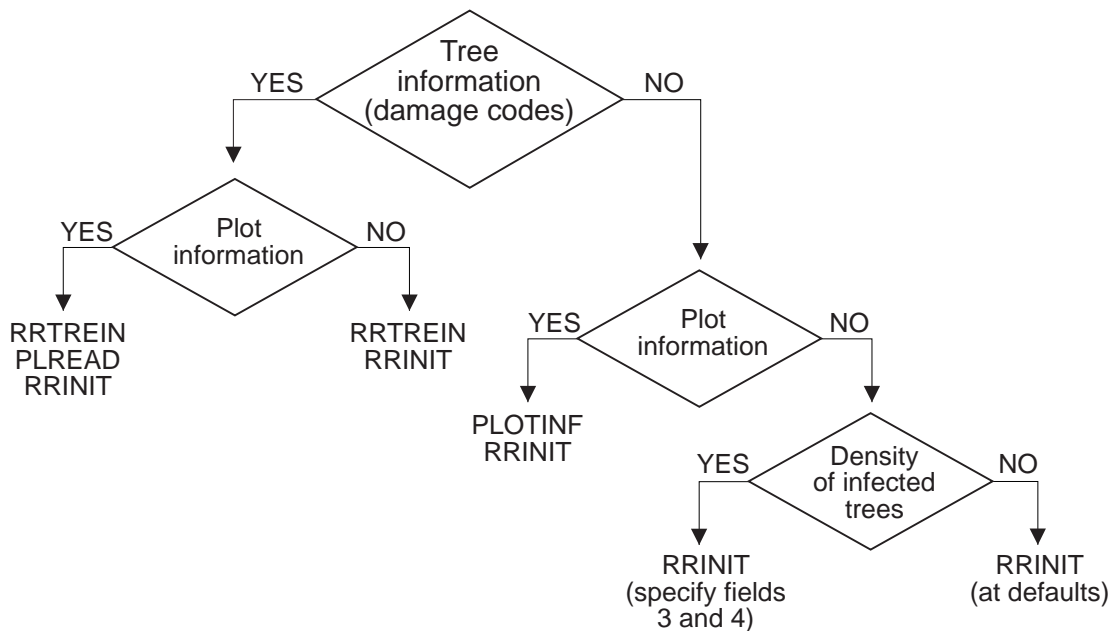 Tree
information
(damage codes)
YES
NO
Plot
information
YES
NO
RRTREIN
PLREAD
RRINIT
RRTREIN
RRINIT
Plot
information
YES
NO
PLOTINF
RRINIT
Density
of infected
trees
YES
NO
RRINIT
(specify fields
3 and 4)
RRINIT
(at defaults)